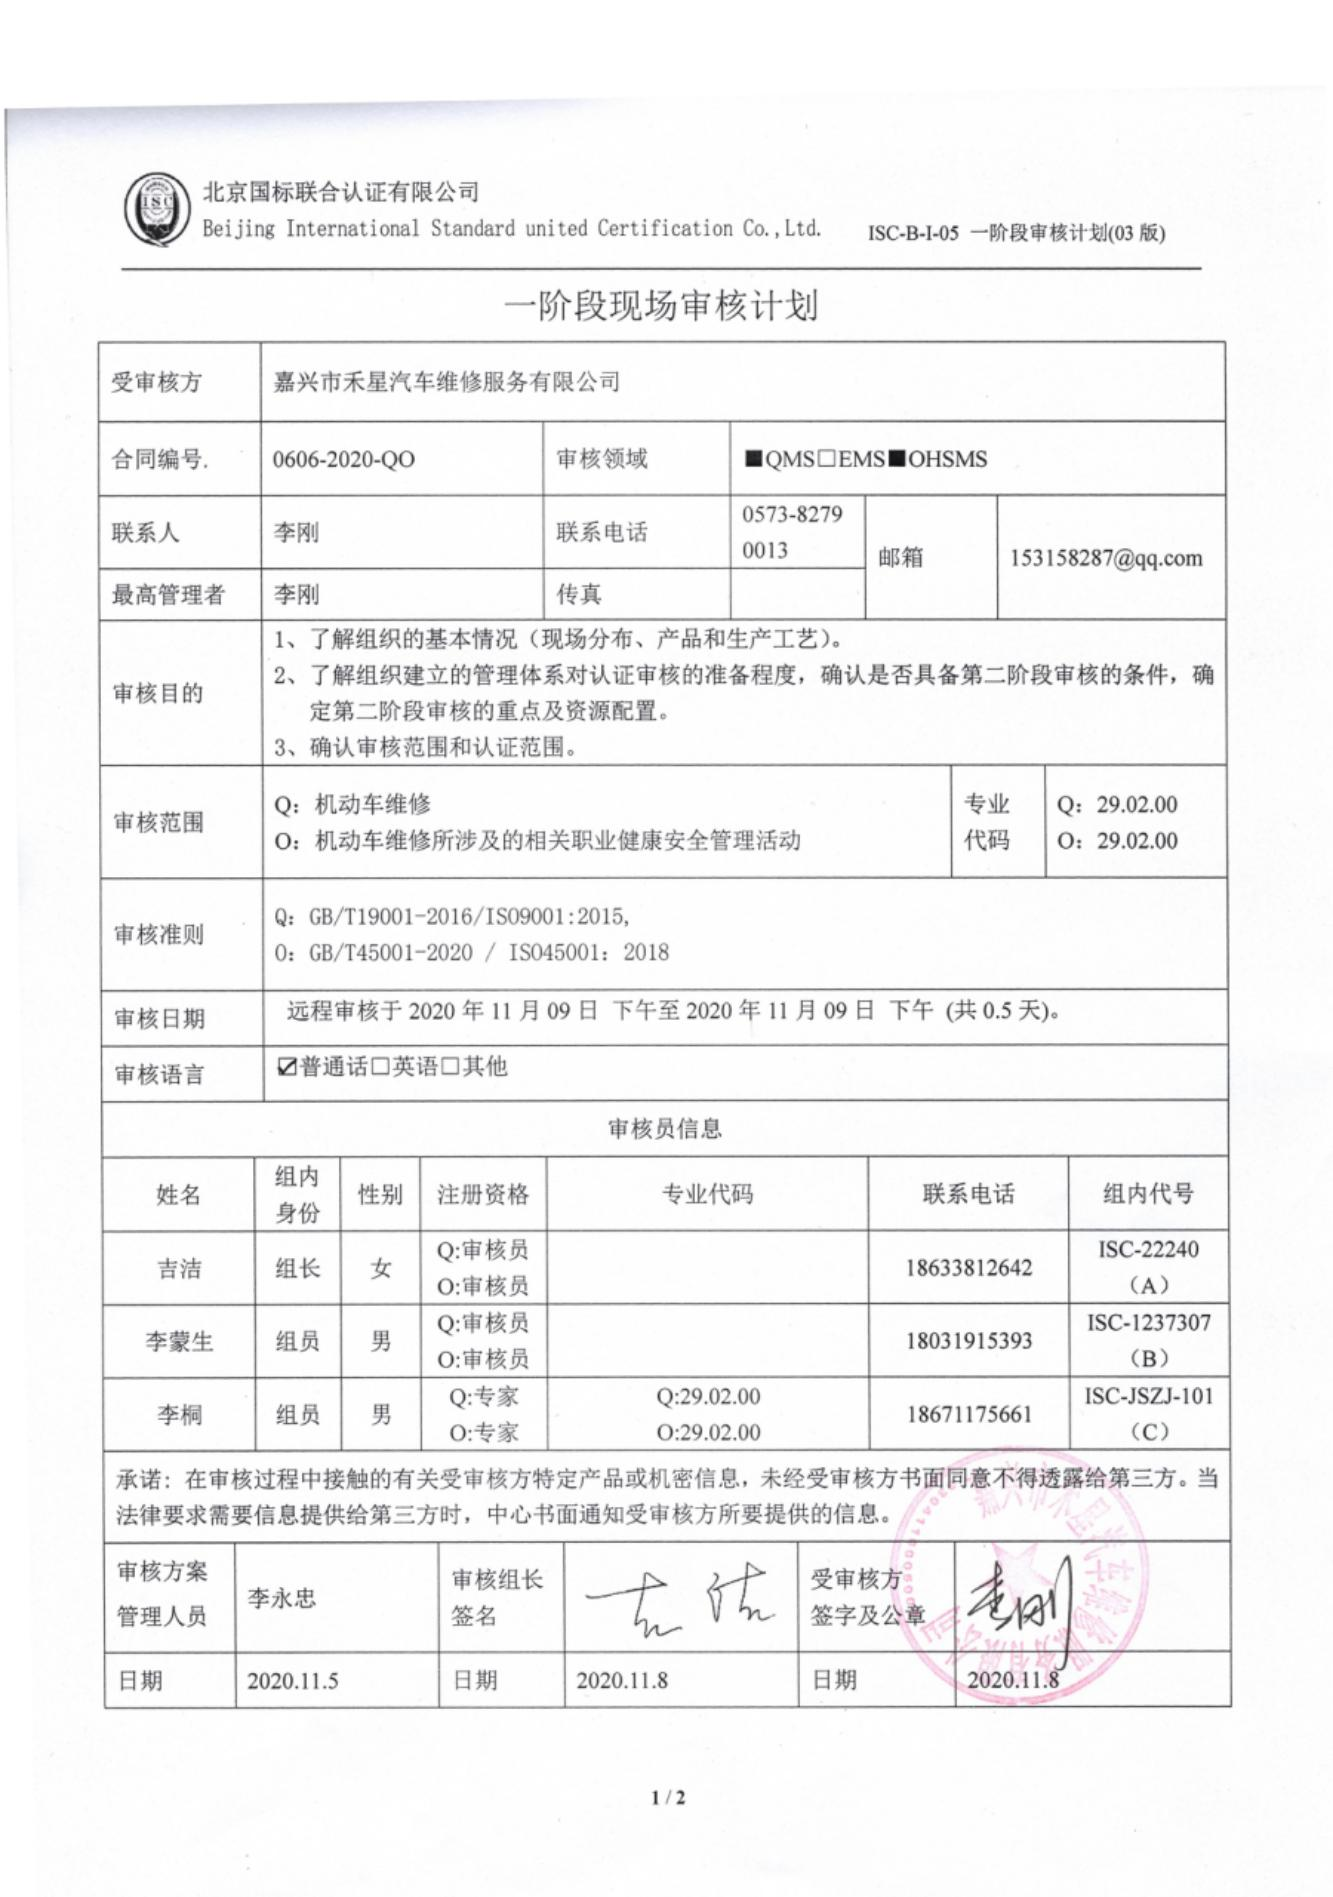 ISC
北京国标联合认证有限公司
Beijing International Standard united Certification Co.,Ltd.
ISC-B-I-05 一阶段审核计划(03 版)
一阶段现场审核计划
受审核方 嘉兴市禾星汽车维修服务有限公司
合同编号. 0606-2020-QO 审核领域 ■QMS□EMS■OHSMS
联系人 李刚 联系电话 0573-8279
0013 邮箱 153158287@qq.com
最高管理者 李刚 传真
审核目的
1、了解组织的基本情况（现场分布、产品和生产工艺）。
2、了解组织建立的管理体系对认证审核的准备程度，确认是否具备第二阶段审核的条件，确
定第二阶段审核的重点及资源配置。
3、确认审核范围和认证范围。
审核范围
Q：机动车维修
O：机动车维修所涉及的相关职业健康安全管理活动
专业
代码
Q：29.02.00
O：29.02.00
审核准则
Q：GB/T19001-2016/ISO9001:2015,
O：GB/T45001-2020 / ISO45001：2018
审核日期 远程审核于 2020 年 11 月 09 日 下午至 2020 年 11 月 09 日 下午 (共 0.5 天)。
审核语言 ☑普通话□英语□其他
审核员信息
姓名 组内
身份 性别 注册资格 专业代码 联系电话 组内代号
吉洁 组长 女 Q:审核员
O:审核员 18633812642 ISC-22240
（A）
李蒙生 组员 男 Q:审核员
O:审核员 18031915393 ISC-1237307
（B）
李桐 组员 男 Q:专家
O:专家 Q:29.02.00
O:29.02.00 18671175661 ISC-JSZJ-101
（C）
承诺：在审核过程中接触的有关受审核方特定产品或机密信息，未经受审核方书面同意不得透露给第三方。当
法律要求需要信息提供给第三方时，中心书面通知受审核方所要提供的信息。
审核方案
管理人员 李永忠 审核组长
签名 吉洁 受审核方
签字及公章 李刚
嘉兴市禾星汽车维修服务有限公司
日期 2020.11.5 日期 2020.11.8 日期 2020.11.8
1 / 2